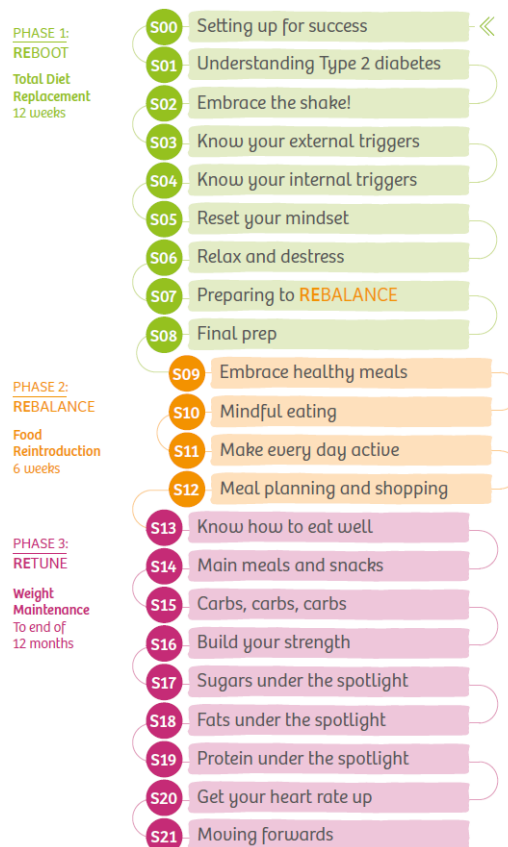 PHASE 1:
REBOOT
Total Diet
Replacement
12 weeks
S00 Setting up for success
S01 Understanding Type 2 diabetes
S02 Embrace the shake!
S03 Know your external triggers
S04 Know your internal triggers
S05 Reset your mindset
S06 Relax and destress
S07 Preparing to REBALANCE
S08 Final prep
PHASE 2:
REBALANCE
Food
Reintroduction
6 weeks
S09 Embrace healthy meals
S10 Mindful eating
S11 Make every day active
S12 Meal planning and shopping
PHASE 3:
RETUNE
Weight
Maintenance
To end of
12 months
S13 Know how to eat well
S14 Main meals and snacks
S15 Carbs, carbs, carbs
S16 Build your strength
S17 Sugars under the spotlight
S18 Fats under the spotlight
S19 Protein under the spotlight
S20 Get your heart rate up
S21 Moving forwards